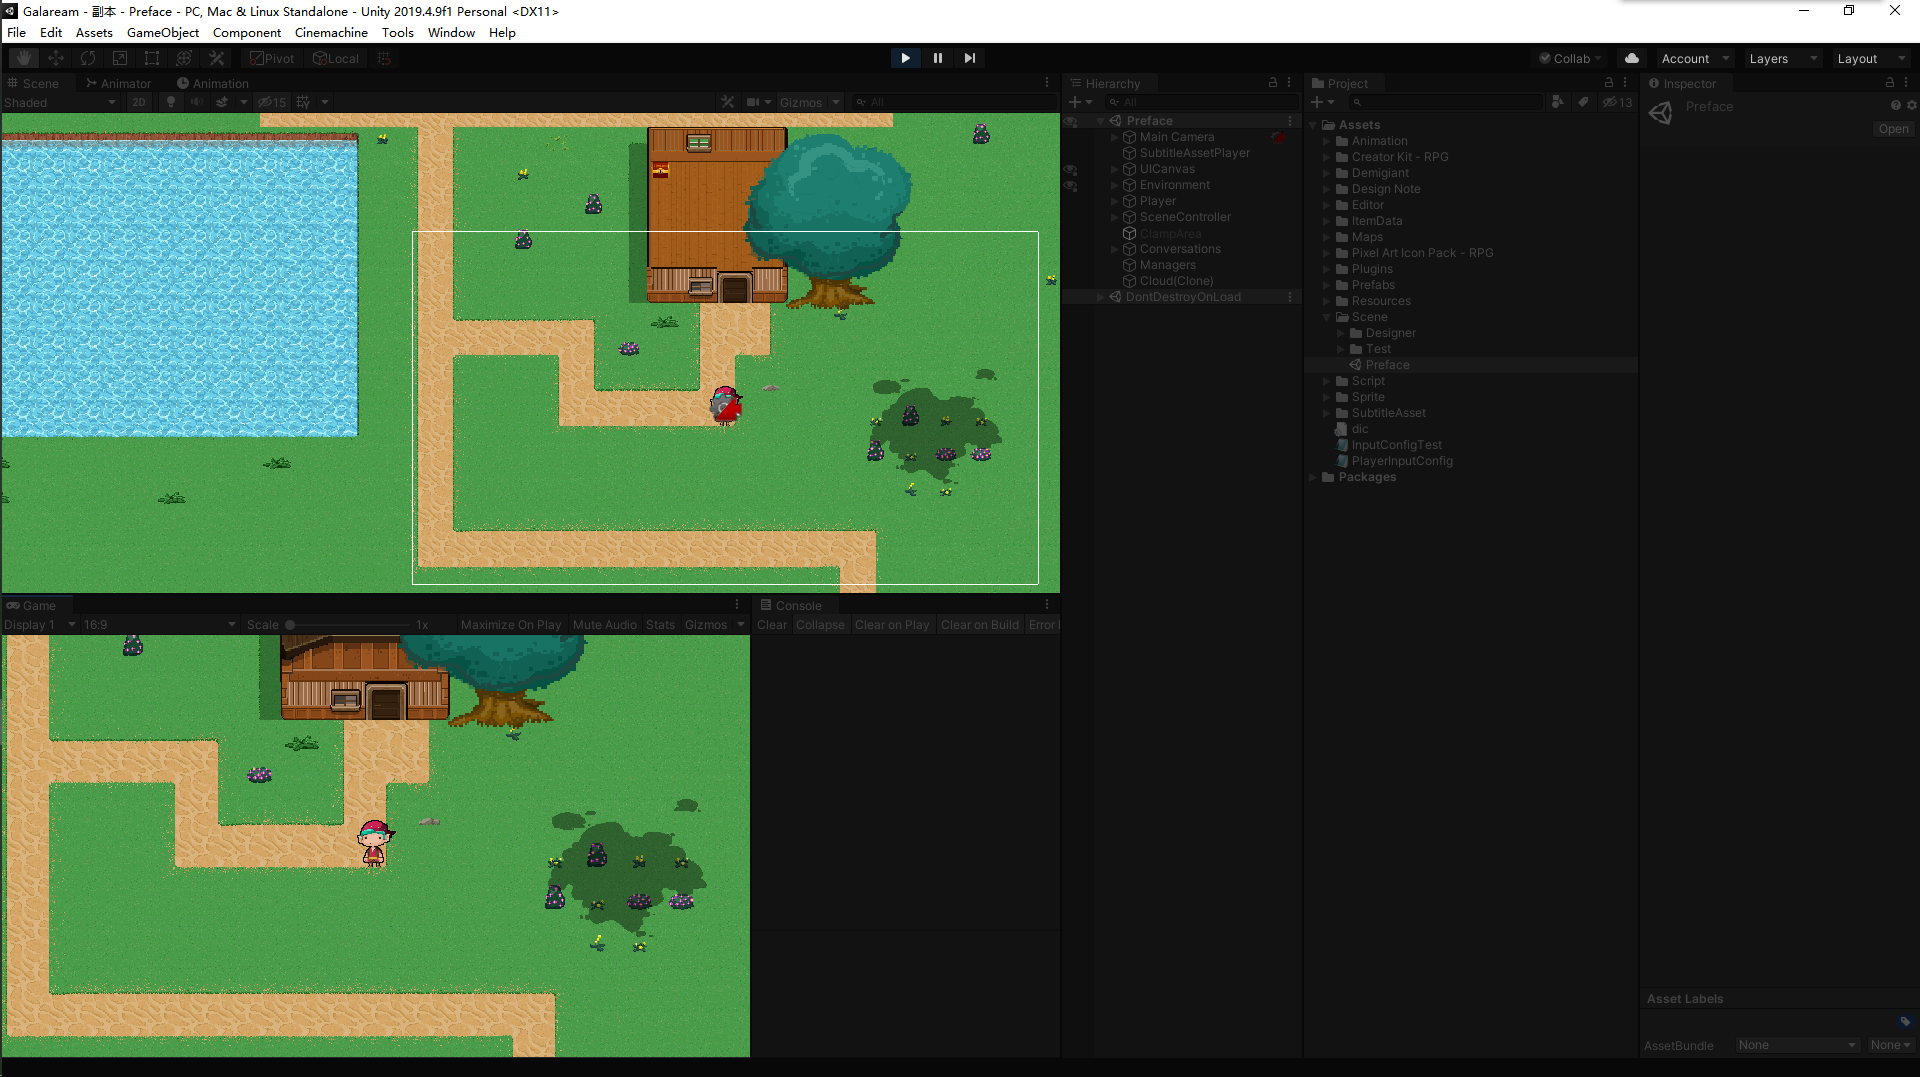 Galaream - 副本 - Preface - PC, Mac & Linux Standalone - Unity 2019.4.9f1 Personal <DX11>
File Edit Assets GameObject Component Cinemachine Tools Window Help
Pivot Local Collab Account Layers Layout
Scene Animator Animation
Shaded 2D 15 Gizmos All
Game
Display 1 16:9 Scale 1x Maximize On Play Mute Audio Stats Gizmos
Console
Clear Collapse Clear on Play Clear on Build Error
Hierarchy
All
Preface
Main Camera
SubtitleAssetPlayer
UICanvas
Environment
Player
SceneController
ClampArea
Conversations
Managers
Cloud(Clone)
DontDestroyOnLoad
Project
13
Assets
Animation
Creator Kit - RPG
Demigiant
Design Note
Editor
ItemData
Maps
Pixel Art Icon Pack - RPG
Plugins
Prefabs
Resources
Scene
Designer
Test
Preface
Script
Sprite
SubtitleAsset
dic
InputConfigTest
PlayerInputConfig
Packages
Inspector
Preface
Open
Asset Labels
AssetBundle None None